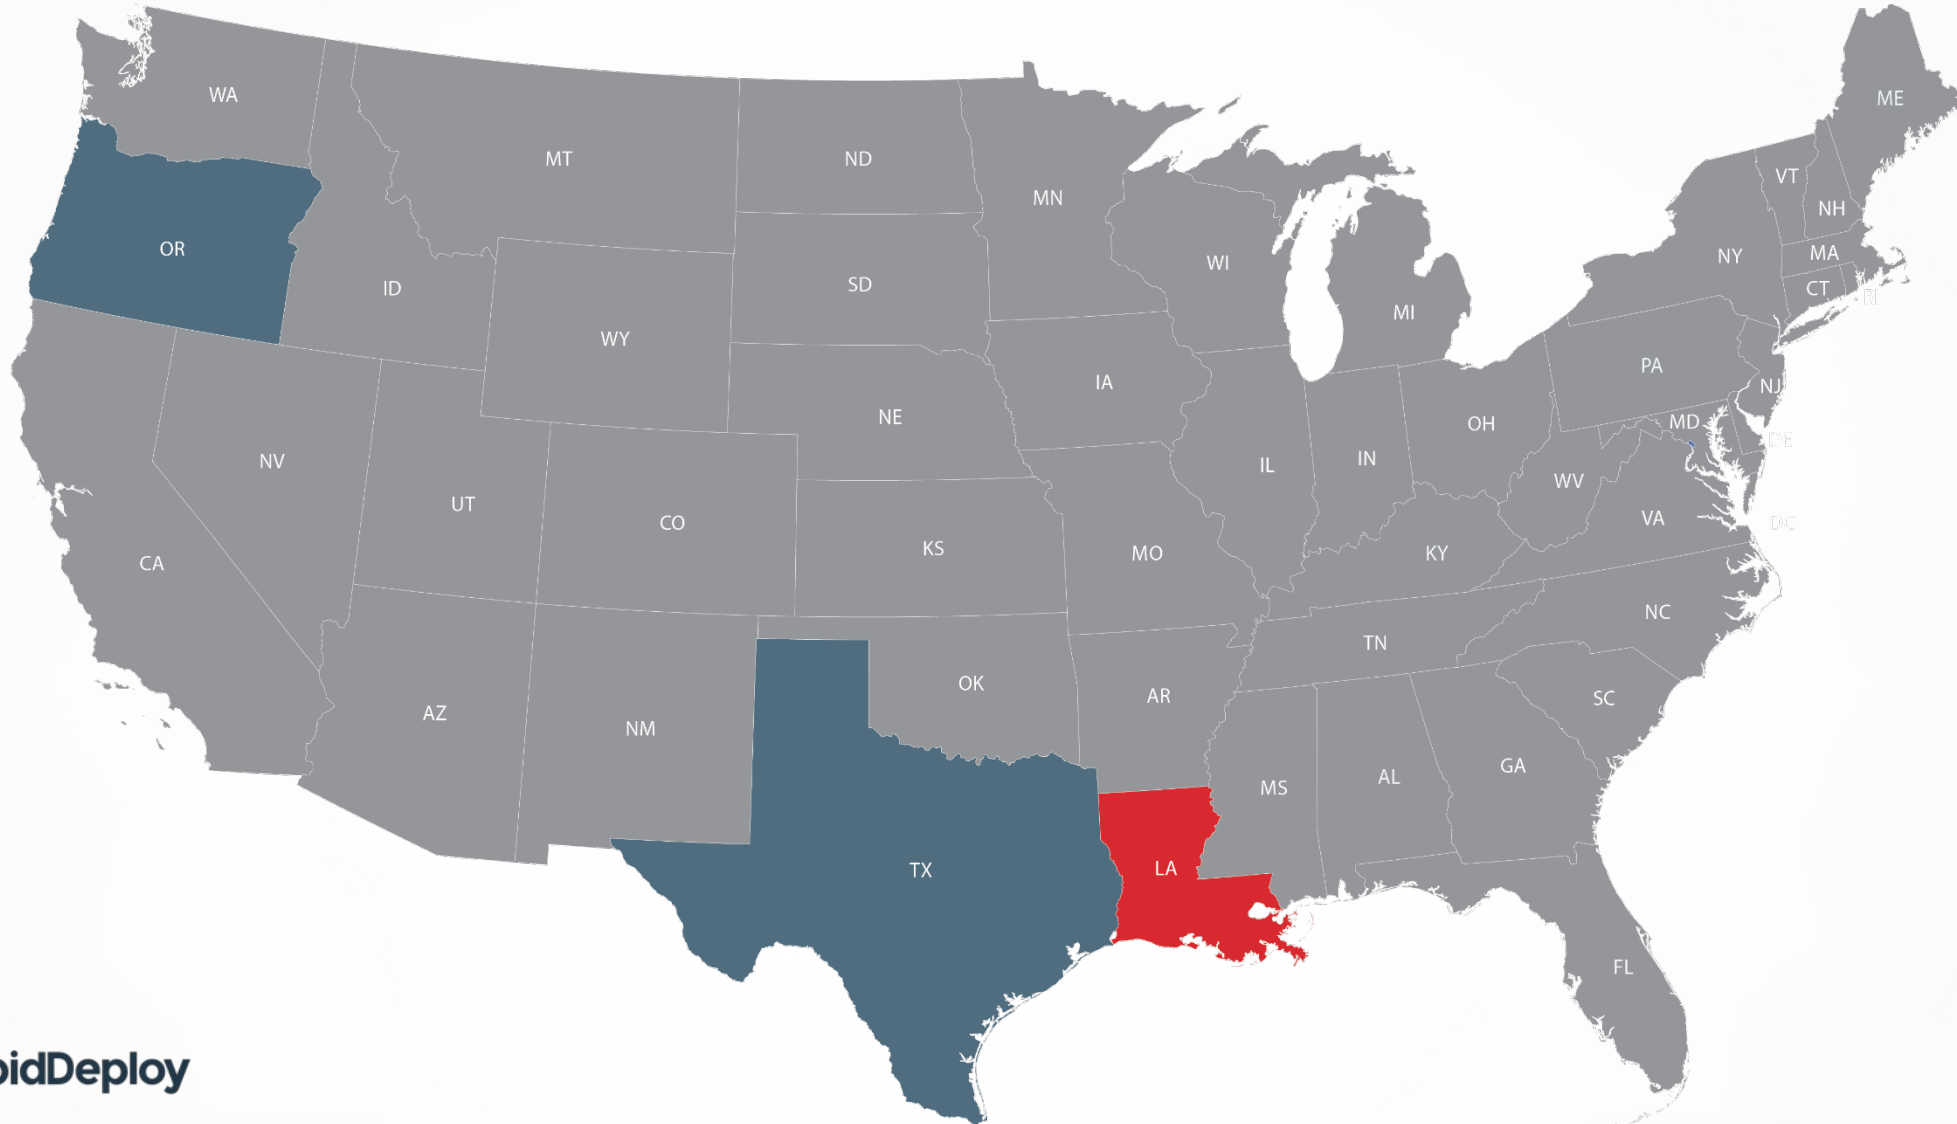 WA
MT
ND
MN
ME
VT
NH
OR
ID
SD
WI
MI
NY
MA
CT
RI
WY
IA
NE
PA
NJ
OH
MD
DE
NV
UT
CO
IL
IN
WV
VA
DC
CA
KS
MO
KY
NC
TN
AZ
NM
OK
AR
SC
MS
AL
GA
TX
LA
FL
pidDeploy